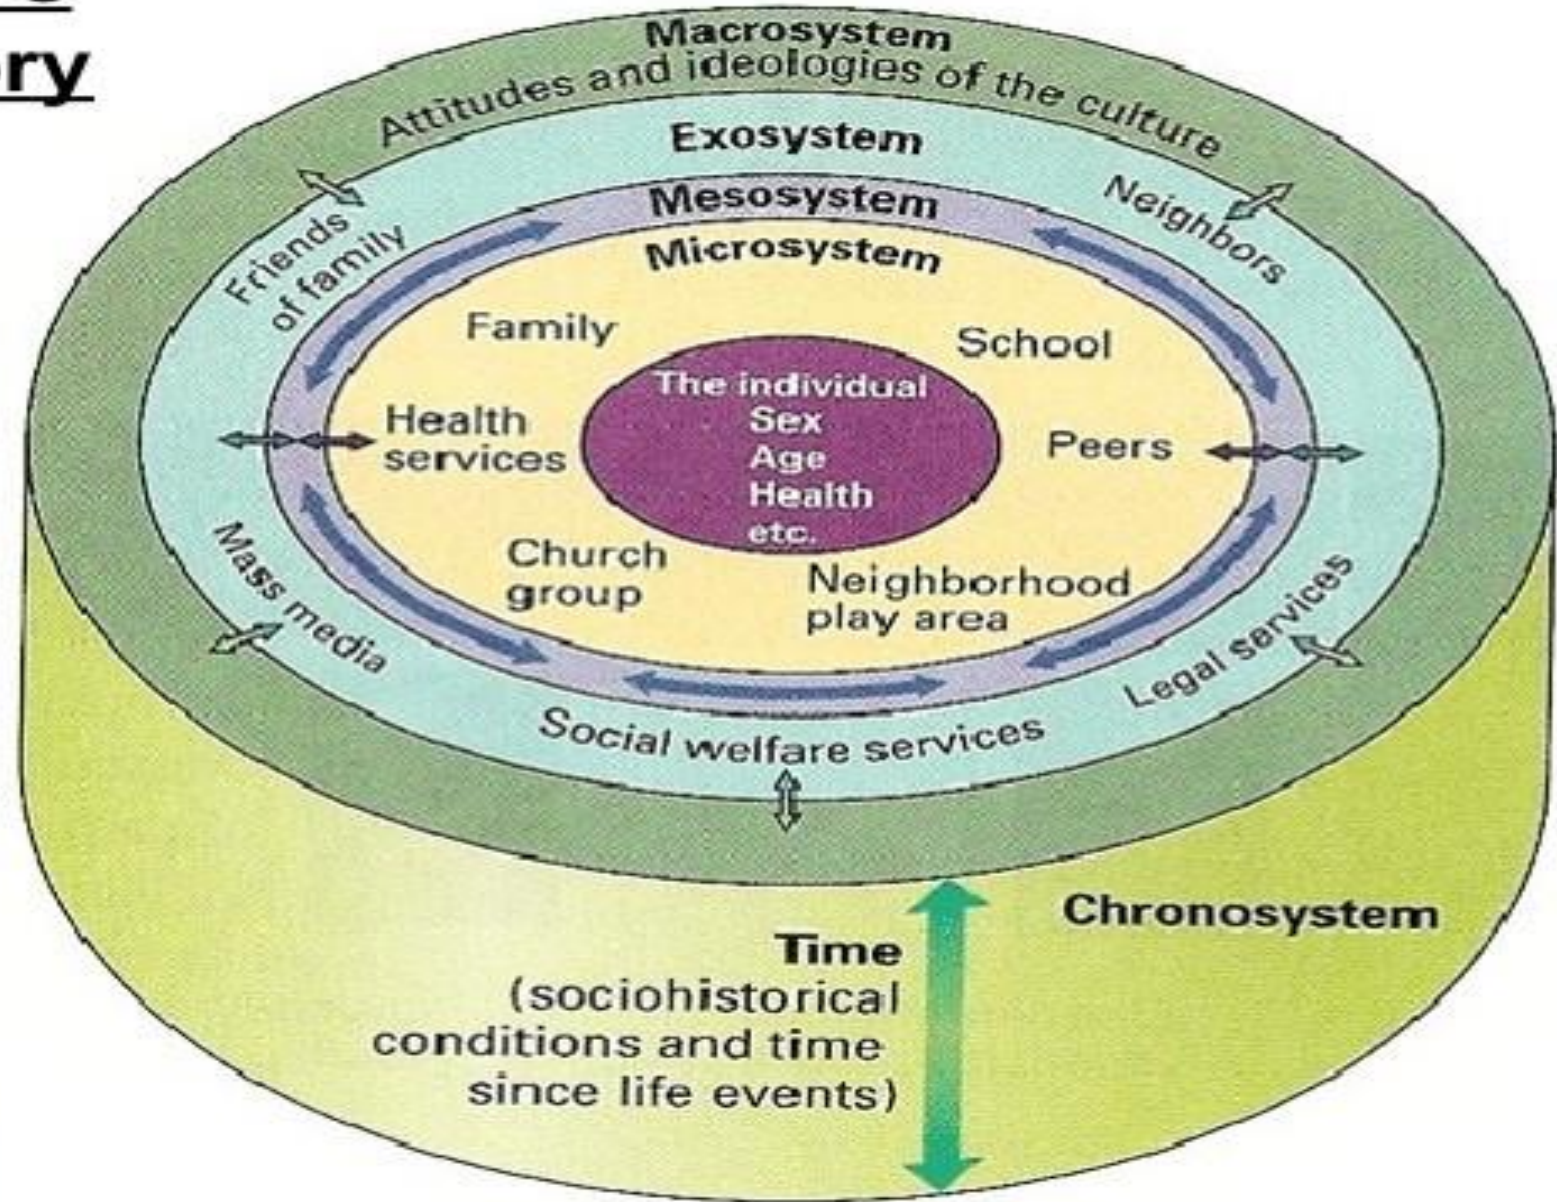 ory
Macrosystem
Attitudes and ideologies of the culture
Exosystem
Mesosystem
Microsystem
Friends
of family
Neighbors
Family
School
The individual
Sex
Age
Health
etc.
Health
services
Peers
Church
group
Neighborhood
play area
Mass media
Legal services
Social welfare services
Chronosystem
Time
(sociohistorical
conditions and time
since life events)